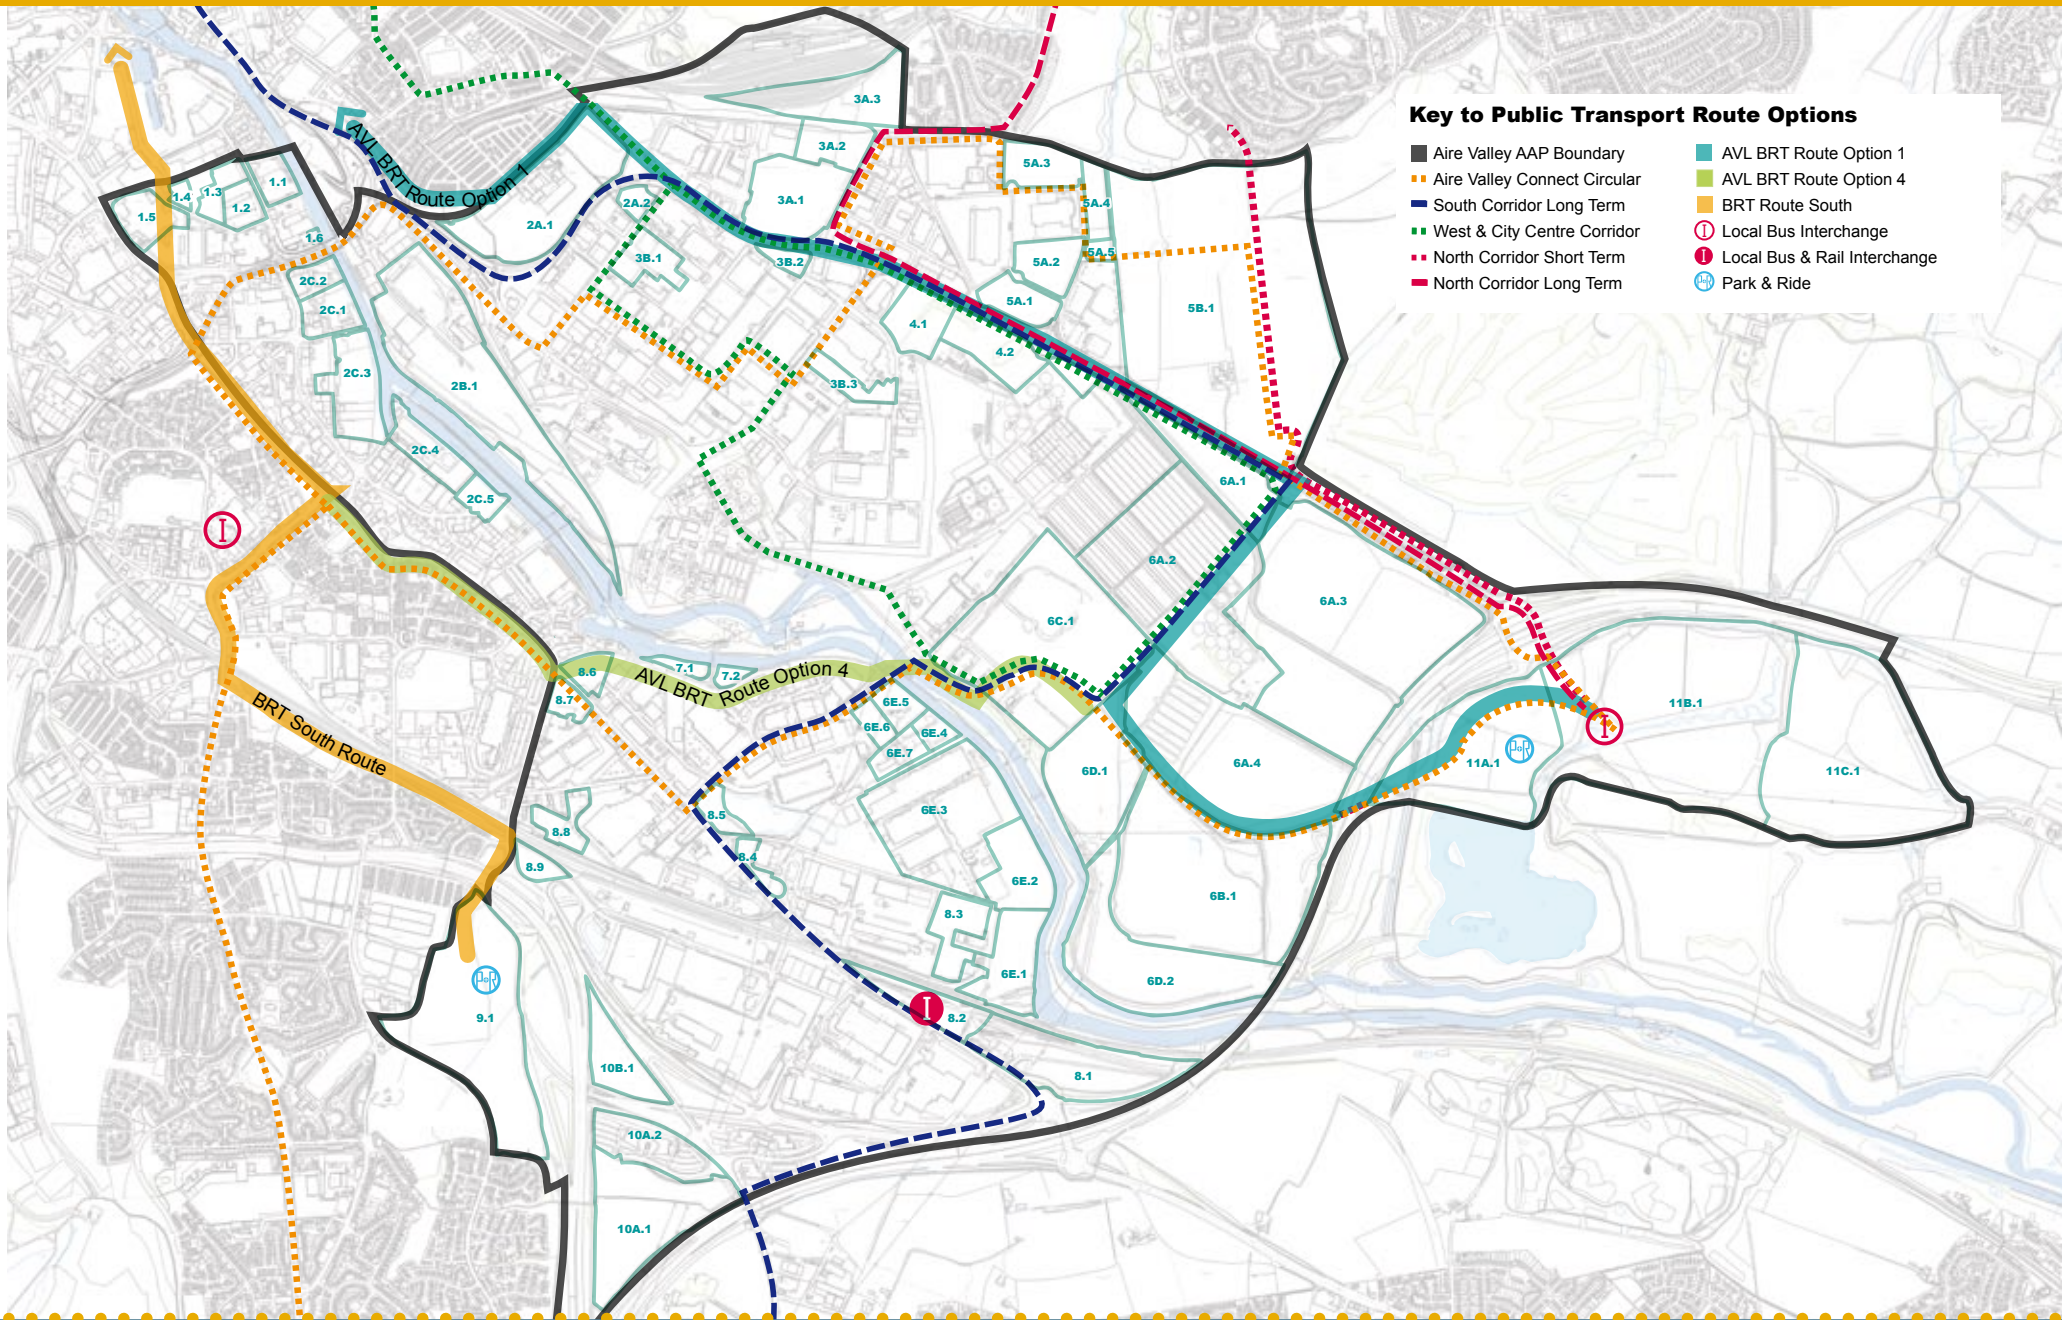 Key to Public Transport Route Options
Aire Valley AAP Boundary
Aire Valley Connect Circular
South Corridor Long Term
West & City Centre Corridor
North Corridor Short Term
North Corridor Long Term
AVL BRT Route Option 1
AVL BRT Route Option 4
BRT Route South
I Local Bus Interchange
I Local Bus & Rail Interchange
P+R Park & Ride
AVL BRT Route Option 1
AVL BRT Route Option 4
BRT South Route
3A.3
3A.2
3A.1
5A.3
5A.4
5A.5
5A.2
5A.1
5B.1
1.1
1.2
1.3
1.4
1.5
1.6
2A.1
2A.2
3B.1
3B.2
3B.3
4.1
4.2
2C.2
2C.1
2C.3
2B.1
2C.4
2C.5
6A.1
6A.2
6A.3
6C.1
I
8.6
8.7
7.1
7.2
6E.5
6E.6
6E.4
6E.7
6D.1
6A.4
11A.1
P+R
I
11B.1
11C.1
6E.3
8.5
8.4
8.8
8.9
6E.2
6B.1
8.3
6E.1
6D.2
P+R
9.1
I
8.2
8.1
10B.1
10A.2
10A.1